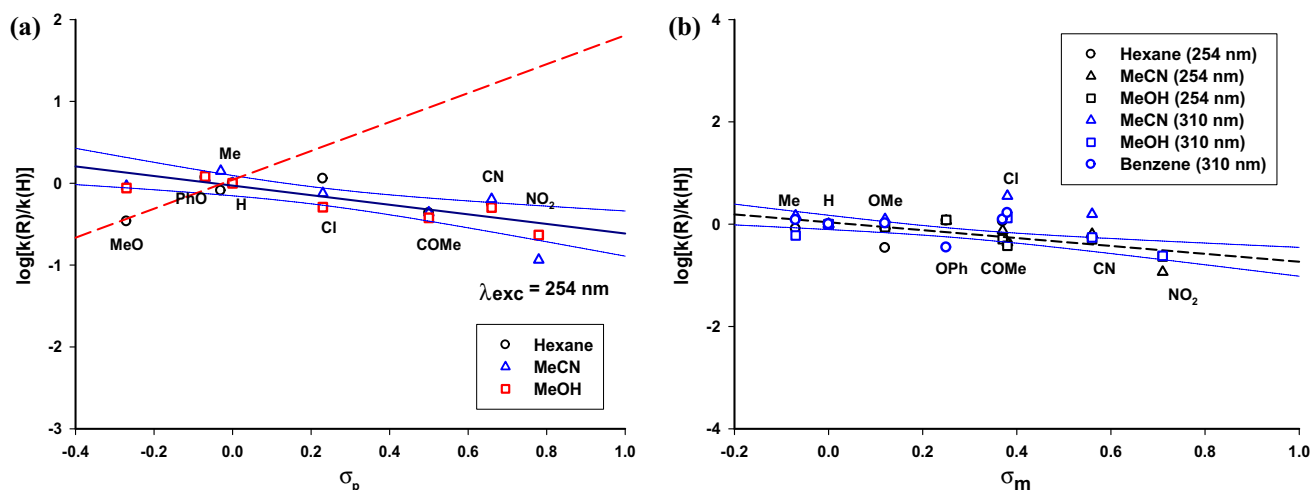 (a)
2
1
0
-1
-2
-3
log[k(R)/k(H)]
Me
CN
PhO
H
NO2
MeO
Cl
COMe
λexc = 254 nm
Hexane
MeCN
MeOH
-0.4
-0.2
0.0
0.2
0.4
0.6
0.8
1.0
σp
(b)
4
2
0
-2
-4
log[k(R)/k(H)]
Hexane (254 nm)
MeCN (254 nm)
MeOH (254 nm)
MeCN (310 nm)
MeOH (310 nm)
Benzene (310 nm)
Cl
Me
H
OMe
OPh
COMe
CN
NO2
-0.2
0.0
0.2
0.4
0.6
0.8
1.0
σm